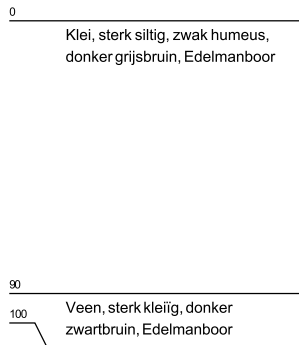 0
Klei, sterk siltig, zwak humeus,
donker grijsbruin, Edelmanboor
90
Veen, sterk kleiïg, donker
100
zwartbruin, Edelmanboor